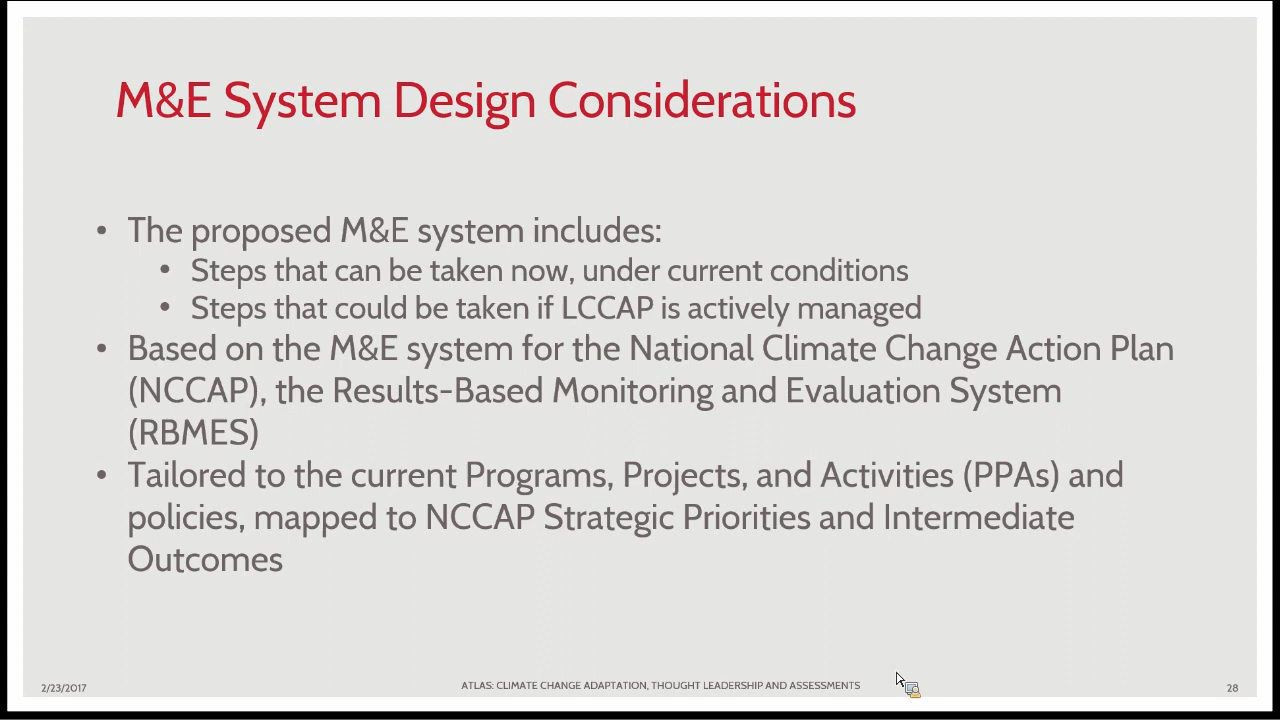 M&E System Design Considerations
• The proposed M&E system includes:
• Steps that can be taken now, under current conditions
• Steps that could be taken if LCCAP is actively managed
• Based on the M&E system for the National Climate Change Action Plan
(NCCAP), the Results-Based Monitoring and Evaluation System
(RBMES)
• Tailored to the current Programs, Projects, and Activities (PPAs) and
policies, mapped to NCCAP Strategic Priorities and Intermediate
Outcomes
2/23/2017
ATLAS: CLIMATE CHANGE ADAPTATION, THOUGHT LEADERSHIP AND ASSESSMENTS
28